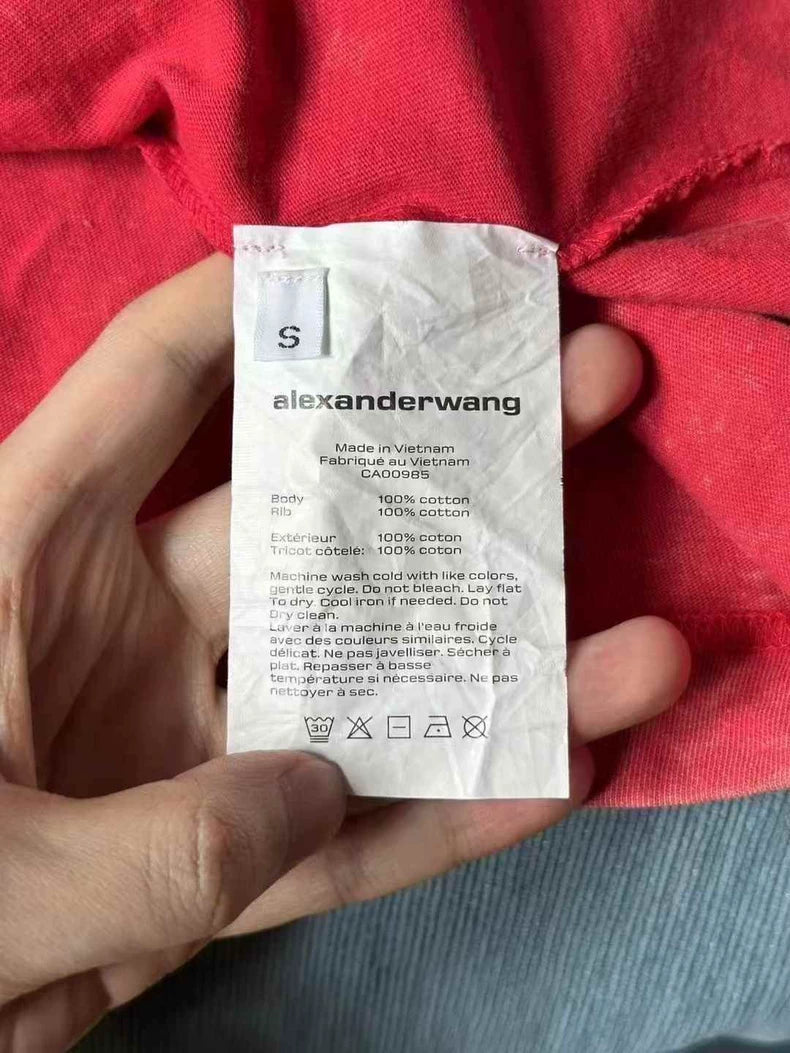 S
alexanderwang
Made in Vietnam
Fabriqué au Vietnam
CA00985
Body 100% cotton
Rib 100% cotton
Extérieur 100% coton
Tricot côtelé: 100% coton
Machine wash cold with like colors,
gentle cycle. Do not bleach. Lay flat
To dry. Cool iron if needed. Do not
Dry clean.
Laver à la machine à l'eau froide
avec des couleurs similaires. Cycle
délicat. Ne pas javelliser. Sécher à
plat. Repasser à basse
température si nécessaire. Ne pas
nettoyer à sec.
30